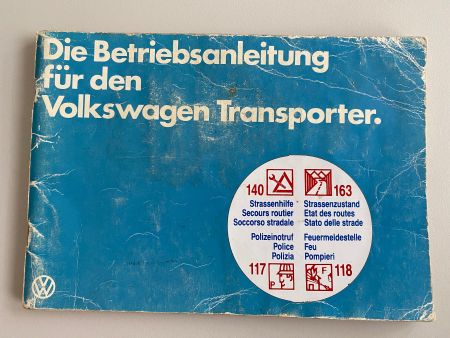 Die Betriebsanleitung
für den
Volkswagen Transporter.
140
163
Strassenhilfe
Secours routier
Soccorso stradale
Strassenzustand
Etat des routes
Stato delle strade
Polizeinotruf
Police
Polizia
Feuermeldestelle
Feu
Pompieri
117
P
118
F
VW